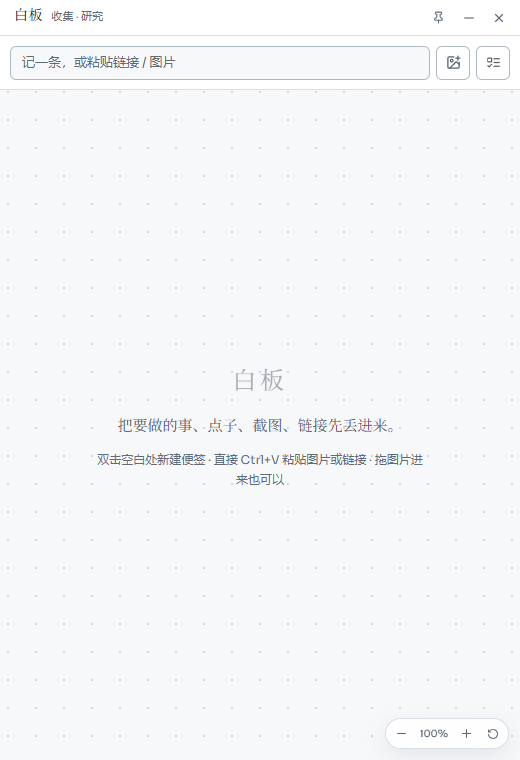 白板 收集·研究
记一条，或粘贴链接 / 图片
白板
把要做的事、点子、截图、链接先丢进来。
双击空白处新建便签·直接 Ctrl+V 粘贴图片或链接·拖图片进
来也可以
100%